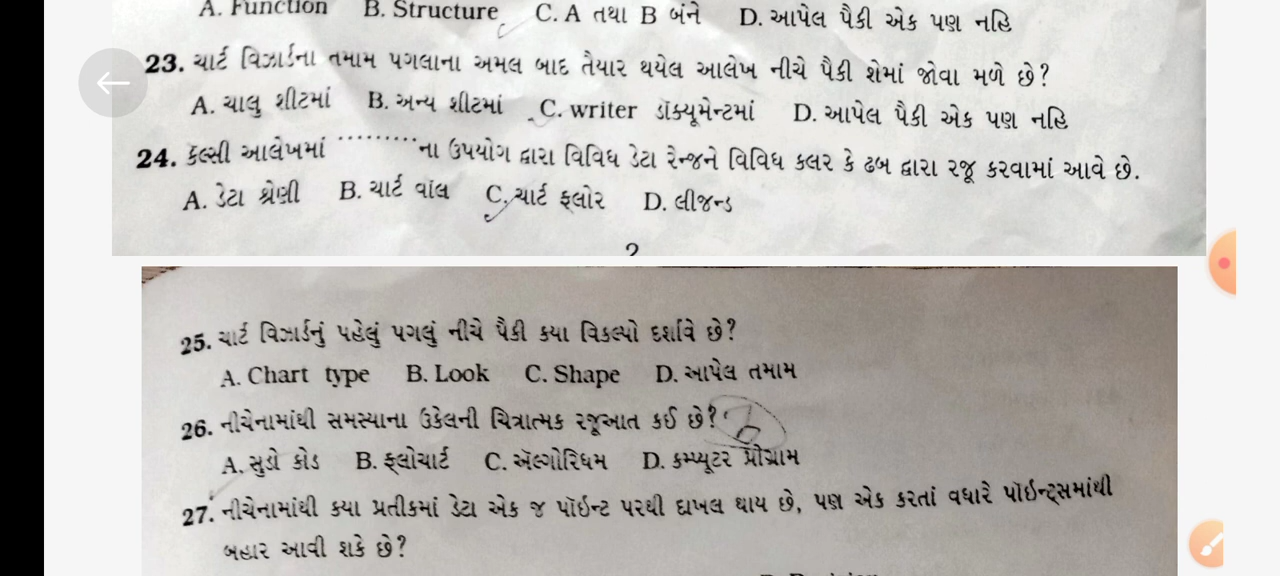 A. Function B. Structure C. A તથા B બંને D. આપેલ પૈકી એક પણ નહિ
23. ચાર્ટ વિઝાર્ડના તમામ પગલાના અમલ બાદ તૈયાર થયેલ આલેખ નીચે પૈકી શેમાં જોવા મળે છે?
A. ચાલુ શીટમાં B. અન્ય શીટમાં C. writer ડૉક્યૂમેન્ટમાં D. આપેલ પૈકી એક પણ નહિ
24. કૅલ્સી આલેખમાં ·········ના ઉપયોગ દ્વારા વિવિધ ડેટા રેન્જને વિવિધ કલર કે ઢબ દ્વારા રજૂ કરવામાં આવે છે.
A. ડેટા શ્રેણી B. ચાર્ટ વૉલ C. ચાર્ટ ફ્લોર D. લીજન્ડ
2
25. ચાર્ટ વિઝાર્ડનું પહેલું પગલું નીચે પૈકી કયા વિકલ્પો દર્શાવે છે?
A. Chart type B. Look C. Shape D. આપેલ તમામ
26. નીચેનામાંથી સમસ્યાના ઉકેલની ચિત્રાત્મક રજૂઆત કઈ છે?
A. સુડો કોડ B. ફ્લોચાર્ટ C. ઍલ્ગોરિધમ D. કમ્પ્યૂટર પ્રોગ્રામ
27. નીચેનામાંથી કયા પ્રતીકમાં ડેટા એક જ પૉઇન્ટ પરથી દાખલ થાય છે, પણ એક કરતાં વધારે પૉઇન્ટ્સમાંથી
બહાર આવી શકે છે?